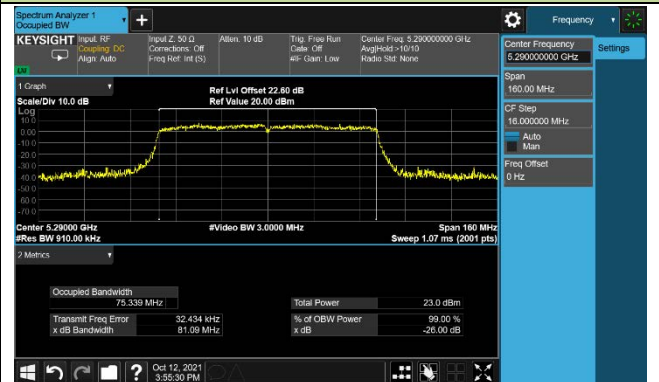 Spectrum Analyzer 1
Occupied BW
+
Frequency
KEYSIGHT
Input: RF
Coupling: DC
Align: Auto
Input Z: 50 Ω
Corrections: Off
Freq Ref: Int (S)
Atten: 10 dB
Trig: Free Run
Gate: Off
#IF Gain: Low
Center Freq: 5.290000000 GHz
Avg|Hold:>10/10
Radio Std: None
Center Frequency
5.290000000 GHz
Settings
Span
160.00 MHz
CF Step
16.000000 MHz
Auto
Man
Freq Offset
0 Hz
1 Graph
Scale/Div 10.0 dB
Ref Lvl Offset 22.60 dB
Ref Value 20.00 dBm
Log
10.0
0.00
-10.0
-20.0
-30.0
-40.0
-50.0
-60.0
-70.0
Center 5.29000 GHz
#Res BW 910.00 kHz
#Video BW 3.0000 MHz
Span 160 MHz
Sweep 1.07 ms (2001 pts)
2 Metrics
Occupied Bandwidth
75.339 MHz
Total Power 23.0 dBm
Transmit Freq Error 32.434 kHz
% of OBW Power 99.00 %
x dB Bandwidth 81.09 MHz
x dB -26.00 dB
?
Oct 12, 2021
3:55:30 PM